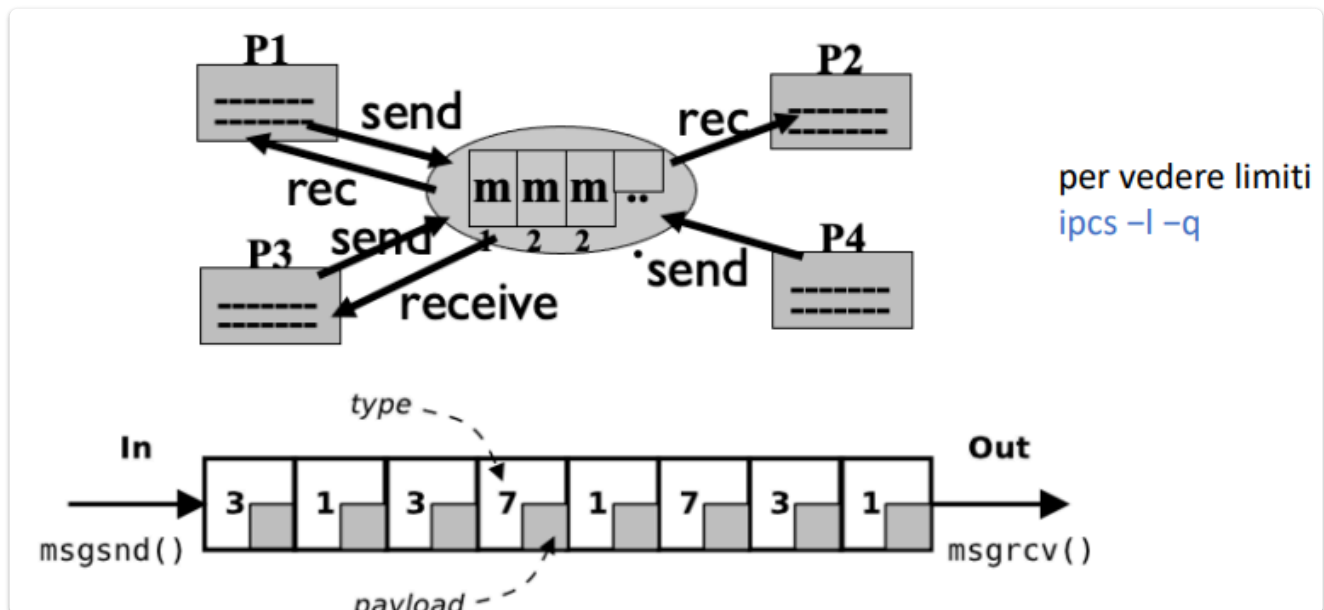 P1
P2
send
rec
rec
m m m ..
per vedere limiti
ipcs –l –q
send
1 2 2
P3
P4
.
send
receive
type
In
Out
3 1 3 7 1 7 3 1
msgsnd()
msgrcv()
payload